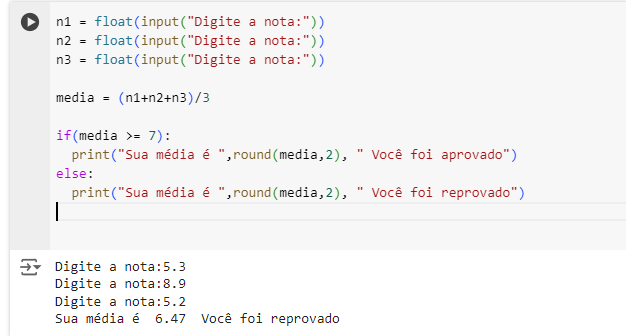 n1 = float(input("Digite a nota:"))
n2 = float(input("Digite a nota:"))
n3 = float(input("Digite a nota:"))
media = (n1+n2+n3)/3
if(media >= 7):
  print("Sua média é ",round(media,2), " Você foi aprovado")
else:
  print("Sua média é ",round(media,2), " Você foi reprovado")
Digite a nota:5.3
Digite a nota:8.9
Digite a nota:5.2
Sua média é  6.47  Você foi reprovado